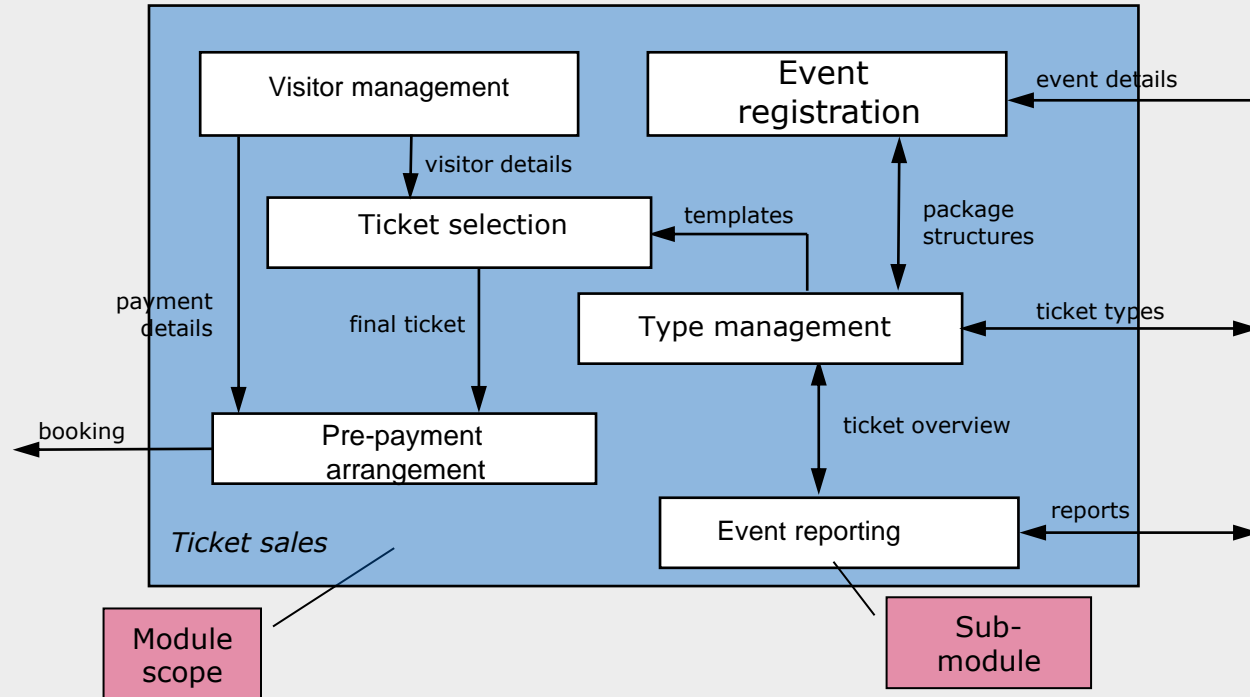 Visitor management
Event
registration
event details
visitor details
Ticket selection
templates
package
structures
payment
details
final ticket
Type management
ticket types
booking
Pre-payment
arrangement
ticket overview
Event reporting
reports
Ticket sales
Module
scope
Sub-
module